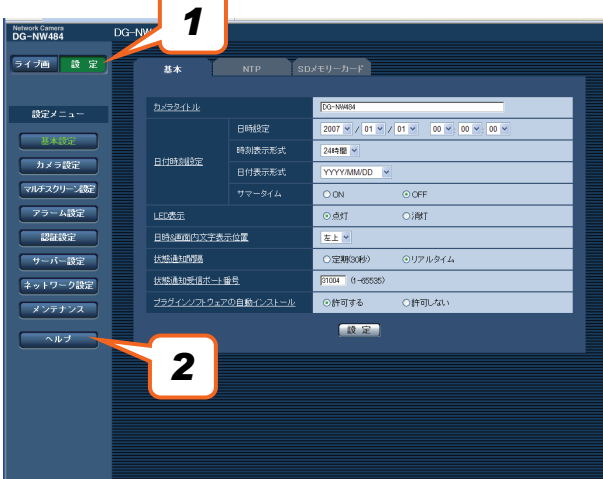 Network Camera
DG-NW484
DG-NW
1
ライブ画 設 定
基本 NTP SDメモリーカード
設定メニュー
基本設定
カメラ設定
マルチスクリーン設定
アラーム設定
認証設定
サーバー設定
ネットワーク設定
メンテナンス
ヘルプ
カメラタイトル DG-NW484
日付時刻設定
日時設定 2007 / 01 / 01 00 : 00 : 00
時刻表示形式 24時間
日付表示形式 YYYY/MM/DD
サマータイム ON OFF
LED表示 点灯 消灯
日時&画面内文字表示位置 左上
状態通知間隔 定期(30秒) リアルタイム
状態通知受信ポート番号 31004 (1-65535)
プラグインソフトウェアの自動インストール 許可する 許可しない
設 定
2